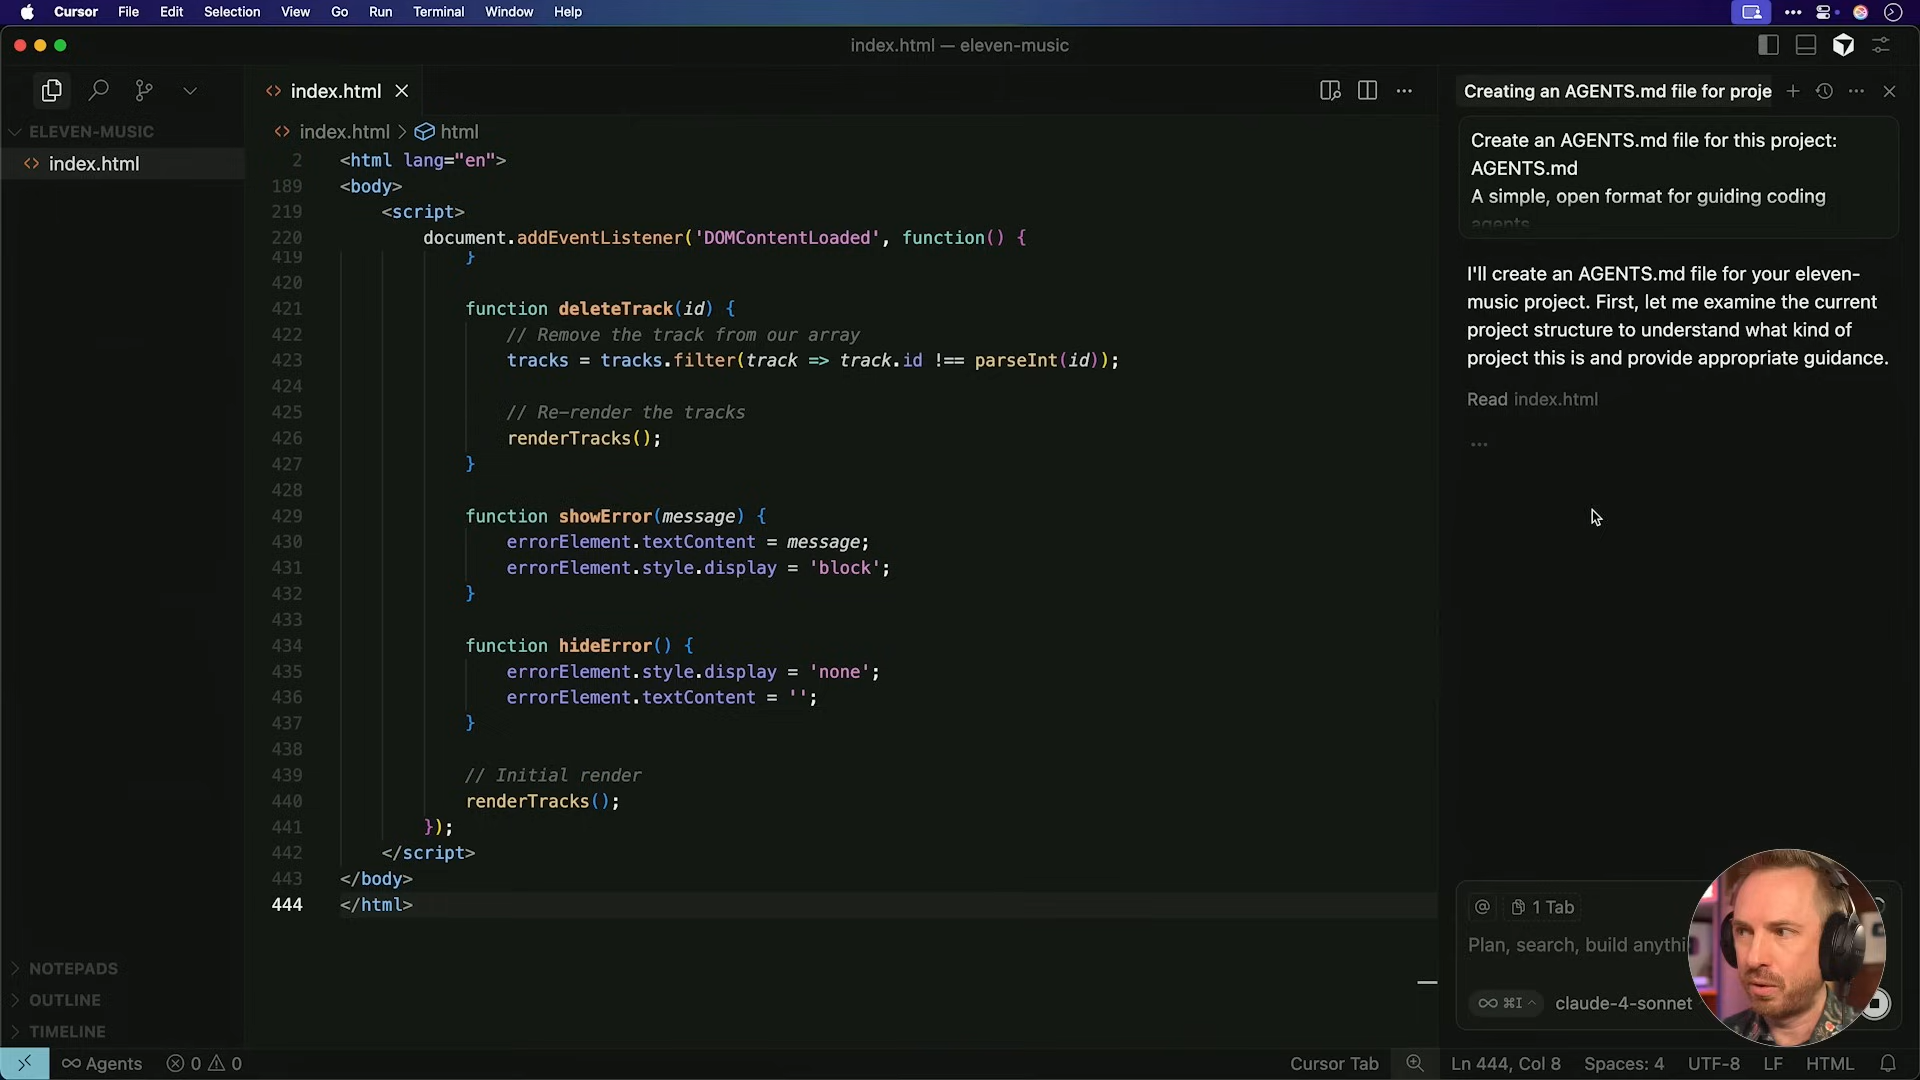 Cursor File Edit Selection View Go Run Terminal Window Help
index.html — eleven-music
ELEVEN-MUSIC
index.html
NOTEPADS
OUTLINE
TIMELINE
index.html
index.html > html
2 <html lang="en">
189 <body>
219 <script>
220 document.addEventListener('DOMContentLoaded', function() {
419 }
420
421 function deleteTrack(id) {
422 // Remove the track from our array
423 tracks = tracks.filter(track => track.id !== parseInt(id));
424
425 // Re-render the tracks
426 renderTracks();
427 }
428
429 function showError(message) {
430 errorElement.textContent = message;
431 errorElement.style.display = 'block';
432 }
433
434 function hideError() {
435 errorElement.style.display = 'none';
436 errorElement.textContent = '';
437 }
438
439 // Initial render
440 renderTracks();
441 });
442 </script>
443 </body>
444 </html>
Creating an AGENTS.md file for proje
Create an AGENTS.md file for this project:
AGENTS.md
A simple, open format for guiding coding
agents
I'll create an AGENTS.md file for your eleven-
music project. First, let me examine the current
project structure to understand what kind of
project this is and provide appropriate guidance.
Read index.html
...
@ 1 Tab
Plan, search, build anythi
∞ ⌘I claude-4-sonnet
∞ Agents 0 0 Cursor Tab Ln 444, Col 8 Spaces: 4 UTF-8 LF HTML